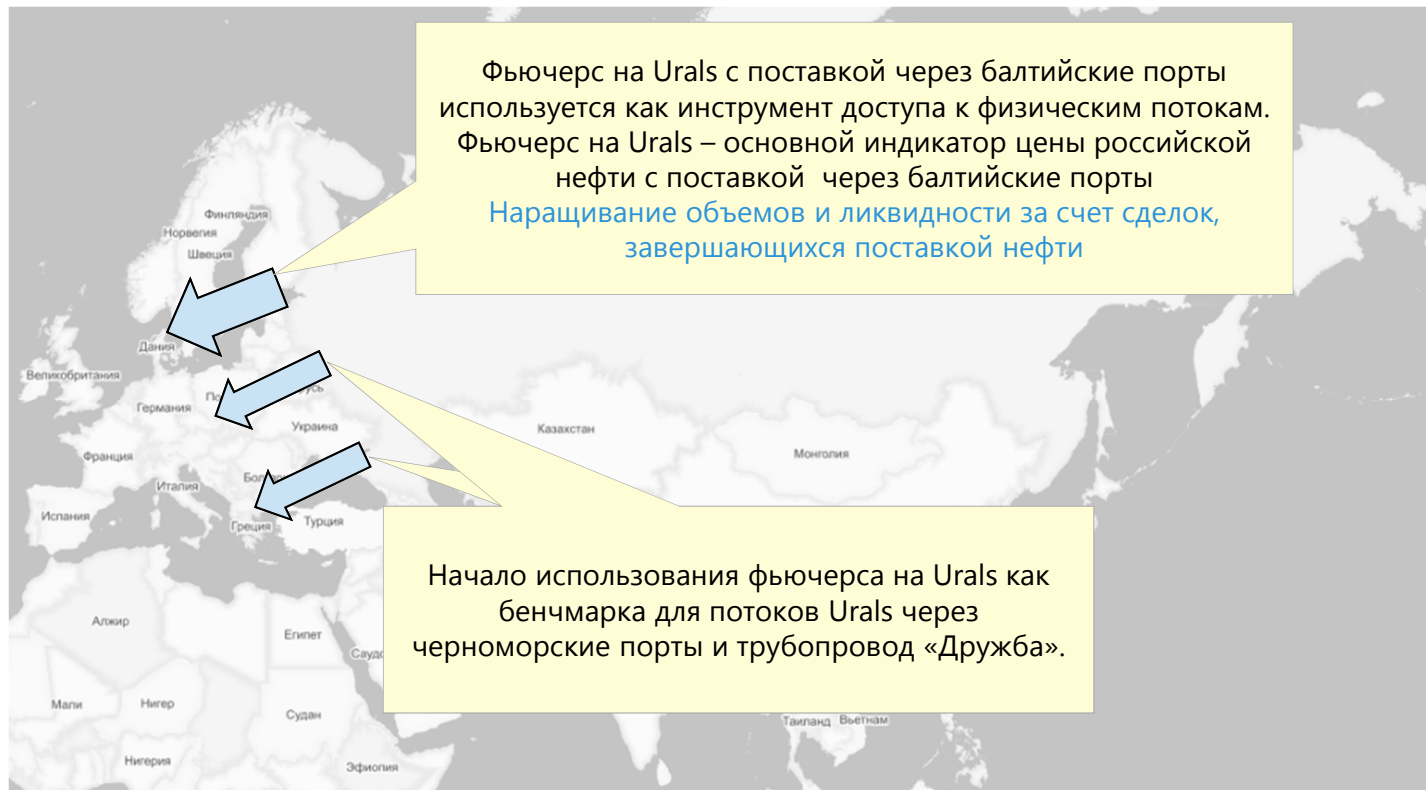 Фьючерс на Urals с поставкой через балтийские порты
используется как инструмент доступа к физическим потокам.
Фьючерс на Urals – основной индикатор цены российской
нефти с поставкой через балтийские порты
Наращивание объемов и ликвидности за счет сделок,
завершающихся поставкой нефти
Финляндия
Норвегия
Швеция
Дания
Великобритания
Германия
Украина
Казахстан
Монголия
Франция
Италия
Испания
Греция
Турция
Начало использования фьючерса на Urals как
бенчмарка для потоков Urals через
черноморские порты и трубопровод «Дружба».
Алжир
Египет
Мали
Нигер
Судан
Таиланд Вьетнам
Нигерия
Эфиопия